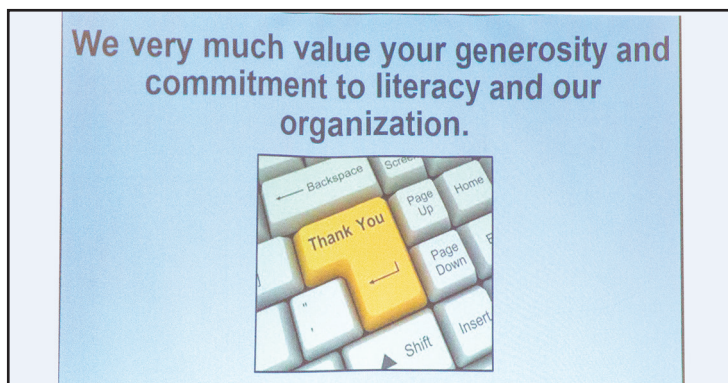 We very much value your generosity and
commitment to literacy and our
organization.
Backspace
Screen
Thank You
Page
Up
Home
Page
Down
"
,
]
Shift
Insert